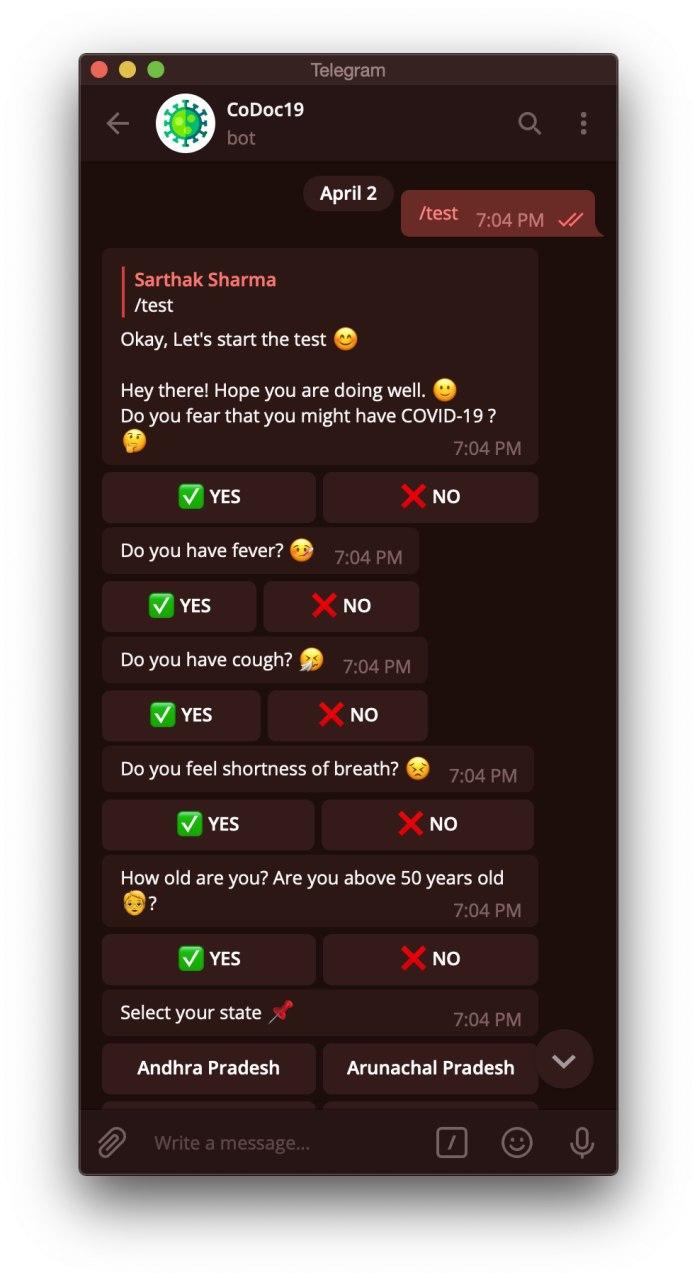 Telegram
CoDoc19
bot
April 2
/test 7:04 PM
Sarthak Sharma
/test
Okay, Let's start the test 😊
Hey there! Hope you are doing well. 🙂
Do you fear that you might have COVID-19 ?
🤔 7:04 PM
✅ YES ❌ NO
Do you have fever? 🤒 7:04 PM
✅ YES ❌ NO
Do you have cough? 🤧 7:04 PM
✅ YES ❌ NO
Do you feel shortness of breath? 😣 7:04 PM
✅ YES ❌ NO
How old are you? Are you above 50 years old
🧓? 7:04 PM
✅ YES ❌ NO
Select your state 📌 7:04 PM
Andhra Pradesh Arunachal Pradesh
Write a message...